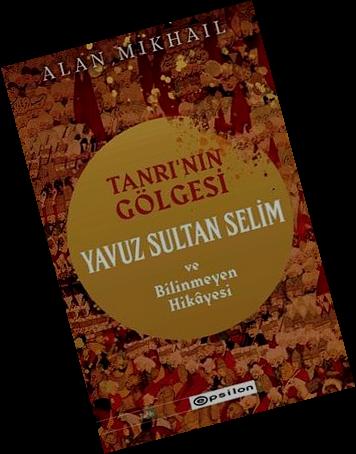 ALAN MIKHAIL
TANRI'NIN
GÖLGESİ
YAVUZ SULTAN SELİM
ve
Bilinmeyen
Hikâyesi
epsilon